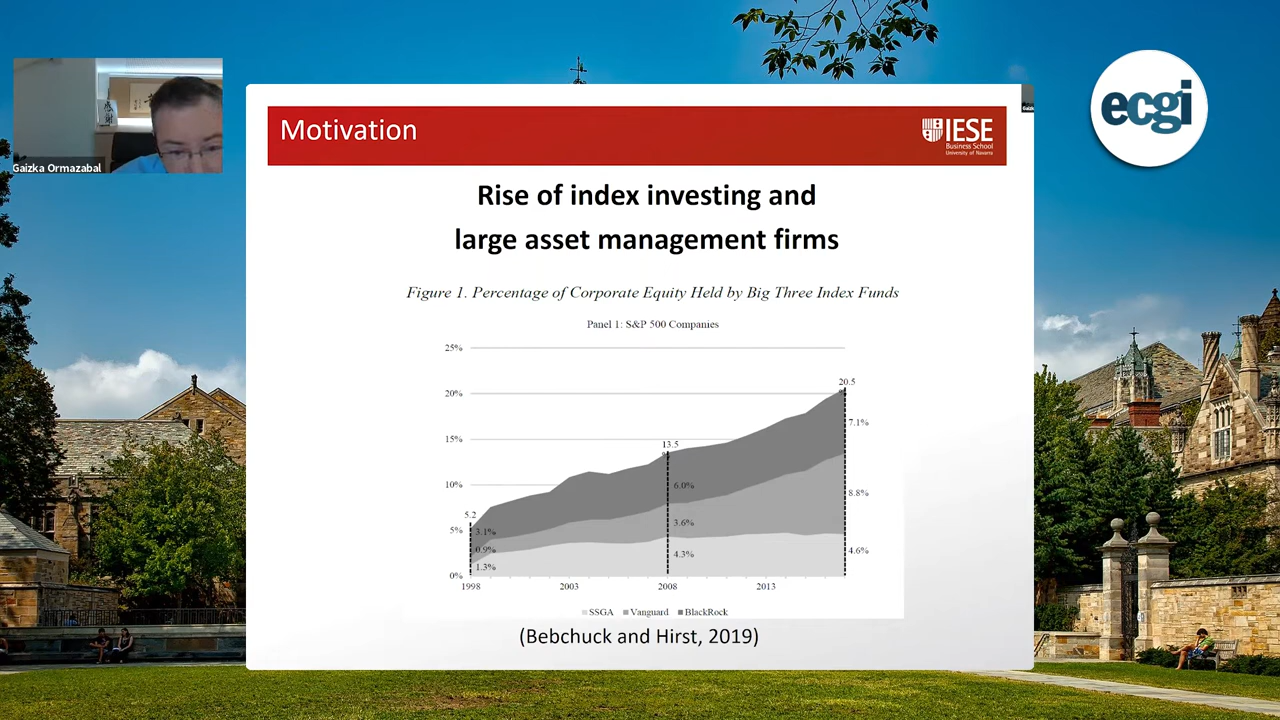 Gaizka Ormazabal
ecgi
Motivation
IESE
Business School
University of Navarra
Rise of index investing and
large asset management firms
Figure 1. Percentage of Corporate Equity Held by Big Three Index Funds
Panel 1: S&P 500 Companies
25%
20%
15%
10%
5%
0%
5.2
3.1%
0.9%
1.3%
13.5
%
6.0%
3.6%
4.3%
20.5
7.1%
8.8%
4.6%
1998
2003
2008
2013
SSGA Vanguard BlackRock
(Bebchuck and Hirst, 2019)